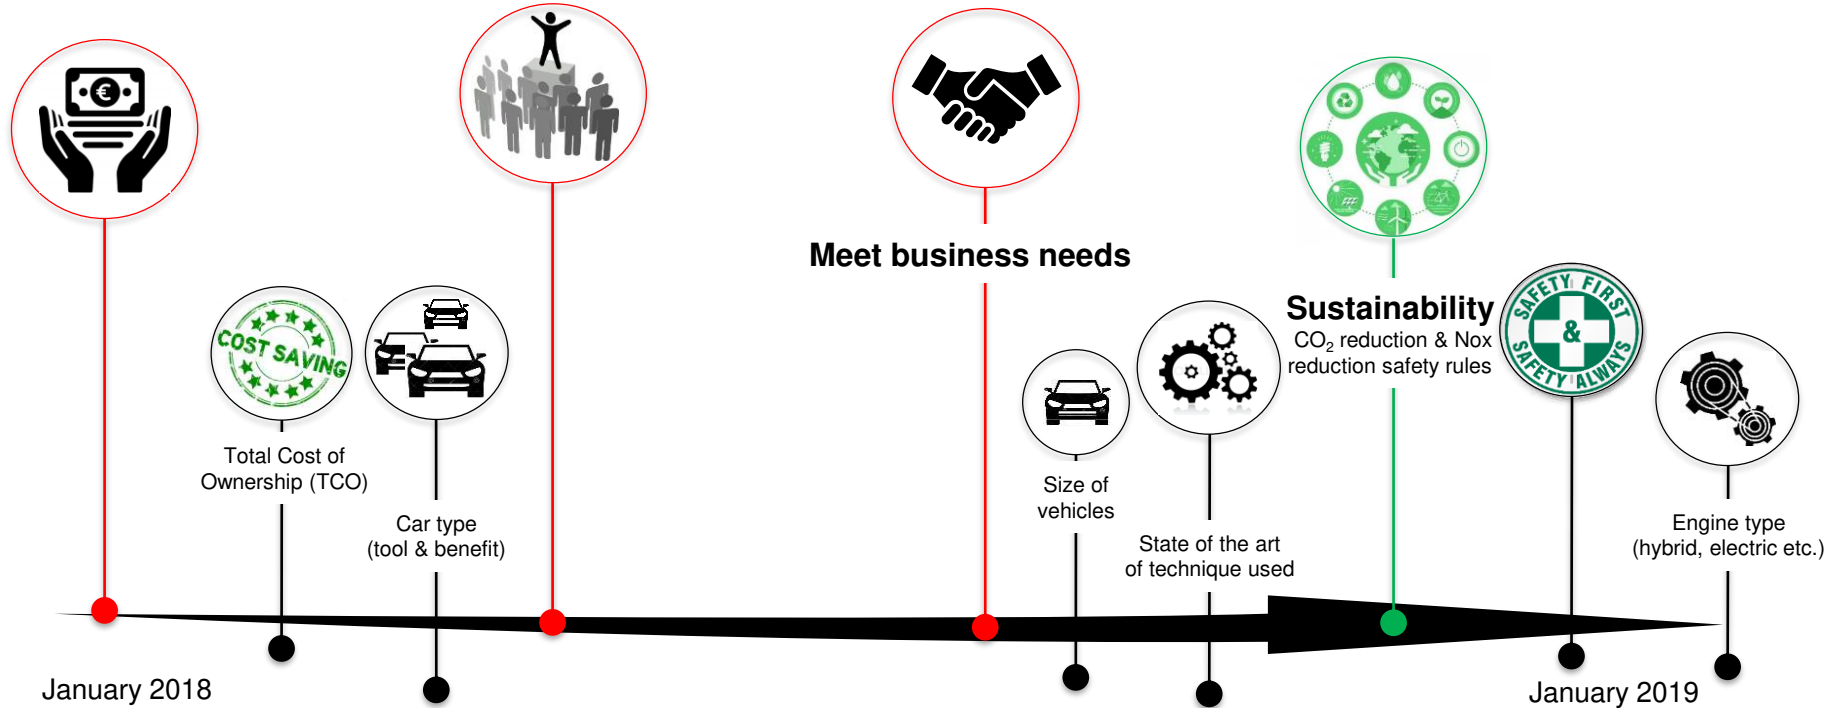 €
Meet business needs
COST SAVING
Sustainability
CO₂ reduction & Nox
reduction safety rules
SAFETY FIRST
&
SAFETY ALWAYS
Total Cost of
Ownership (TCO)
Car type
(tool & benefit)
Size of
vehicles
State of the art
of technique used
Engine type
(hybrid, electric etc.)
January 2018
January 2019